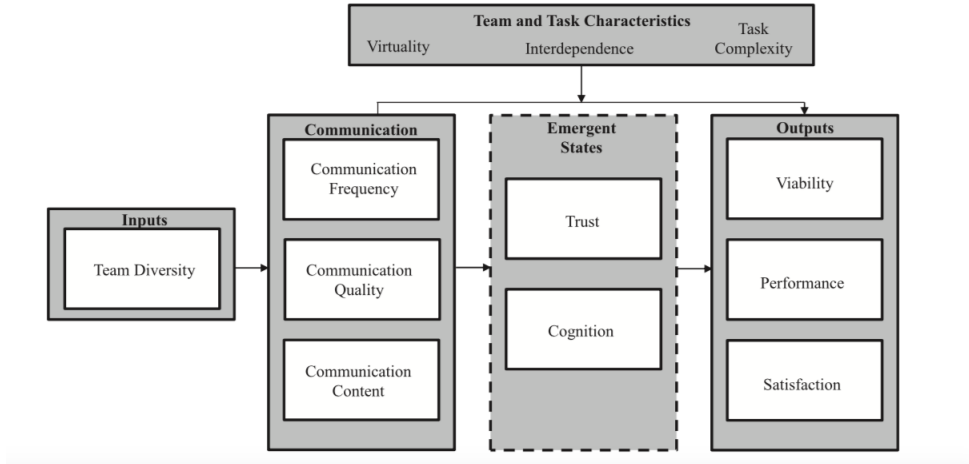 Team and Task Characteristics
Virtuality
Interdependence
Task
Complexity
Inputs
Team Diversity
Communication
Communication
Frequency
Communication
Quality
Communication
Content
Emergent
States
Trust
Cognition
Outputs
Viability
Performance
Satisfaction